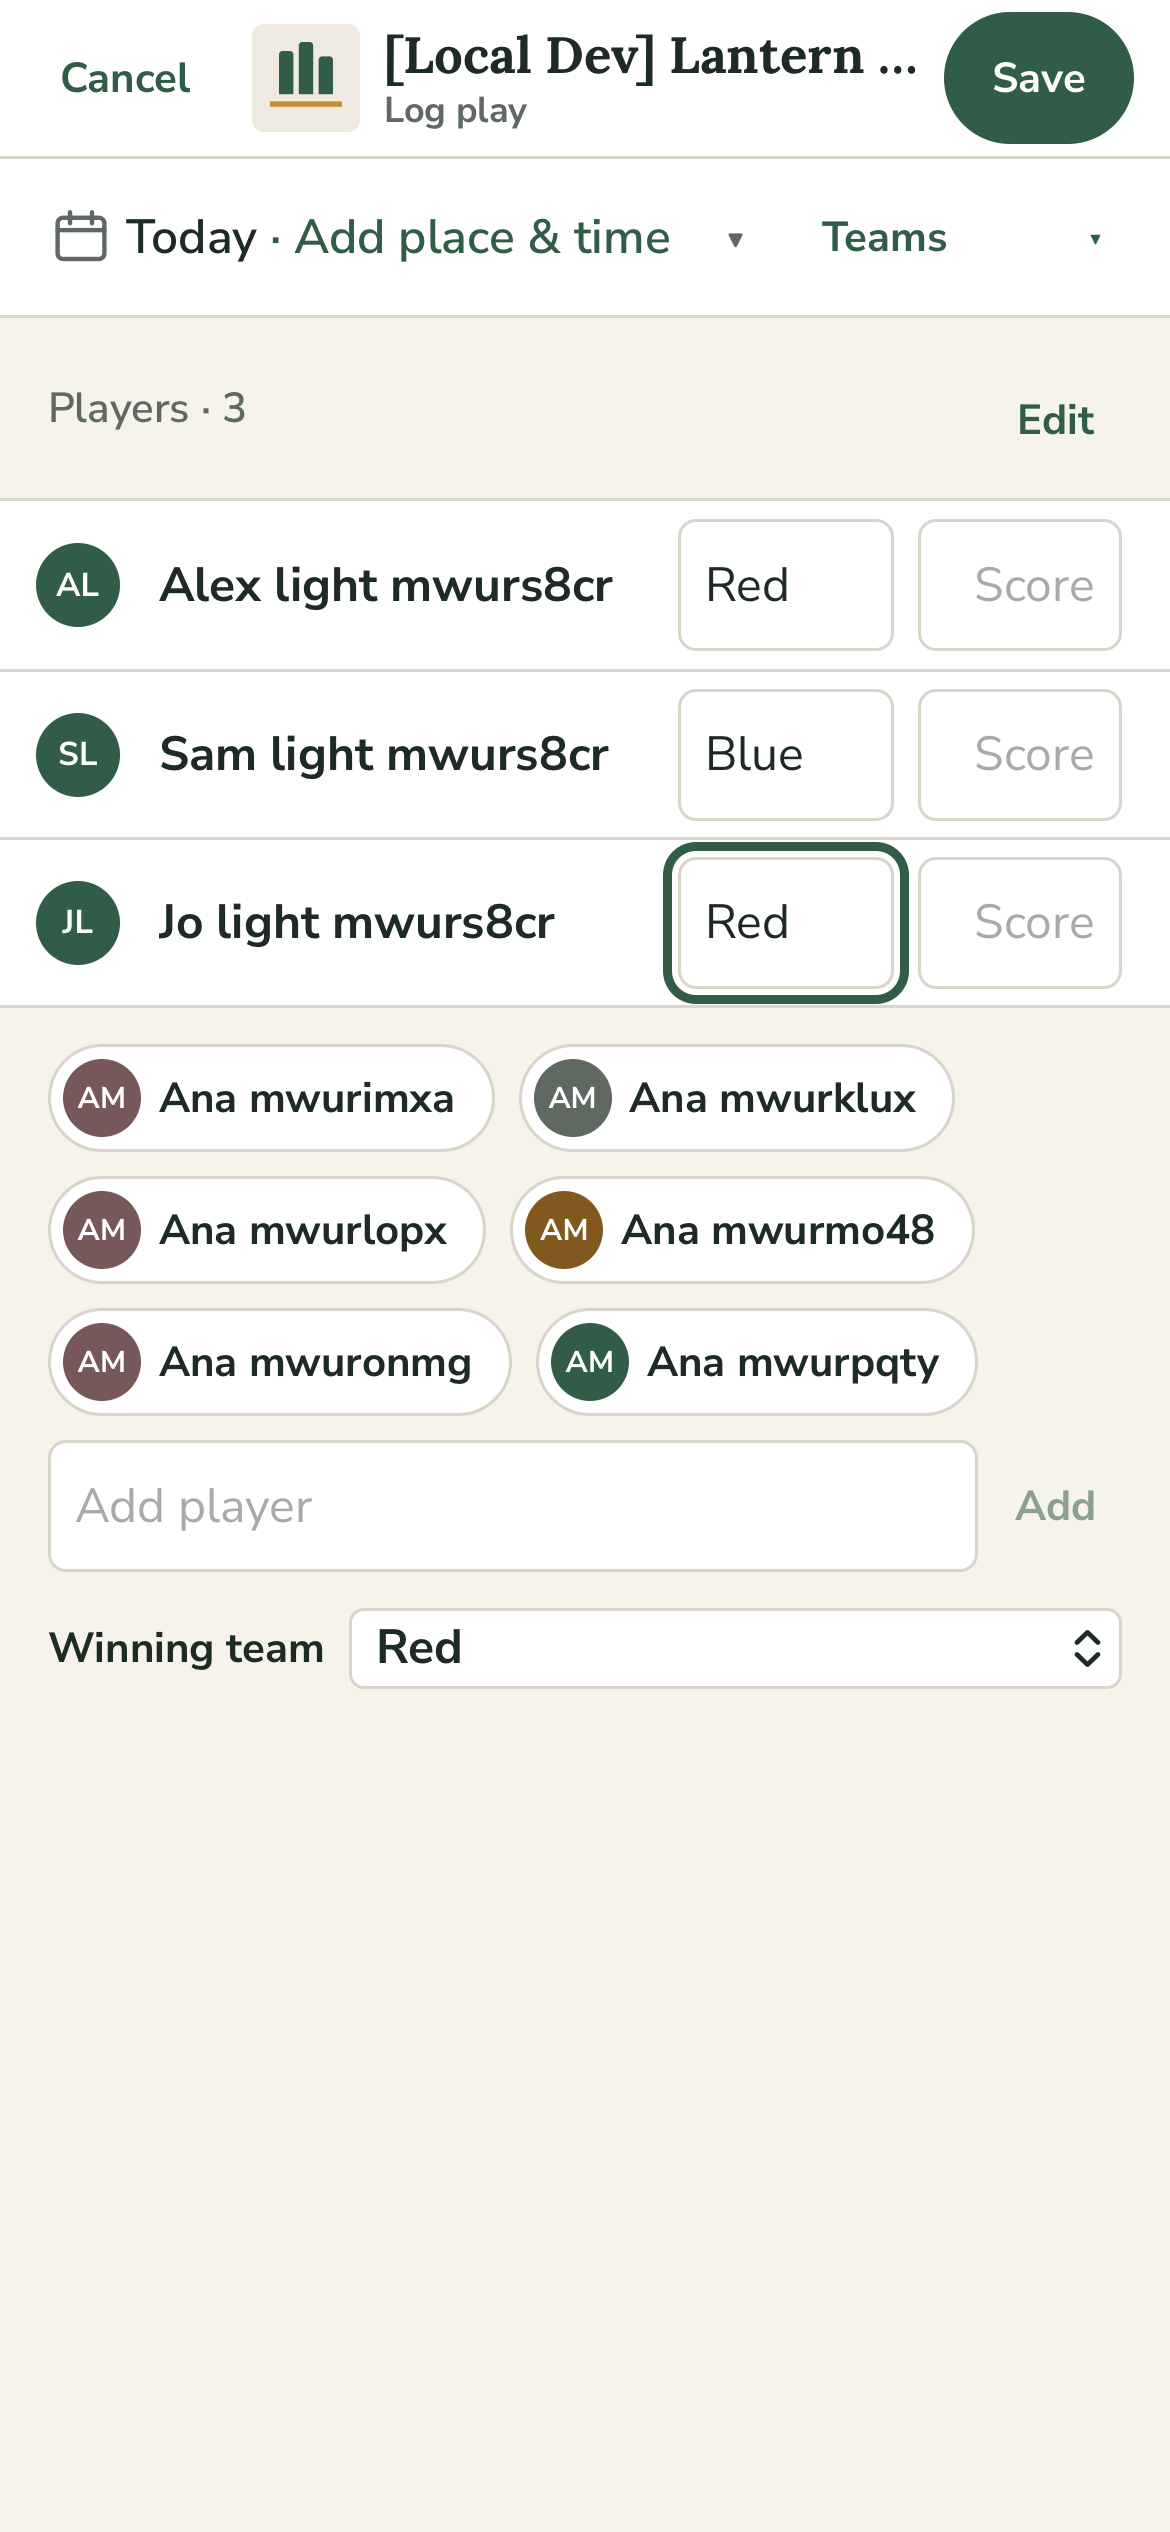 Cancel
[Local Dev] Lantern ...
Log play
Save
Today · Add place & time
Teams
Players · 3
Edit
AL Alex light mwurs8cr Red Score
SL Sam light mwurs8cr Blue Score
JL Jo light mwurs8cr Red Score
AM Ana mwurimxa AM Ana mwurklux
AM Ana mwurlopx AM Ana mwurmo48
AM Ana mwuronmg AM Ana mwurpqty
Add player Add
Winning team Red